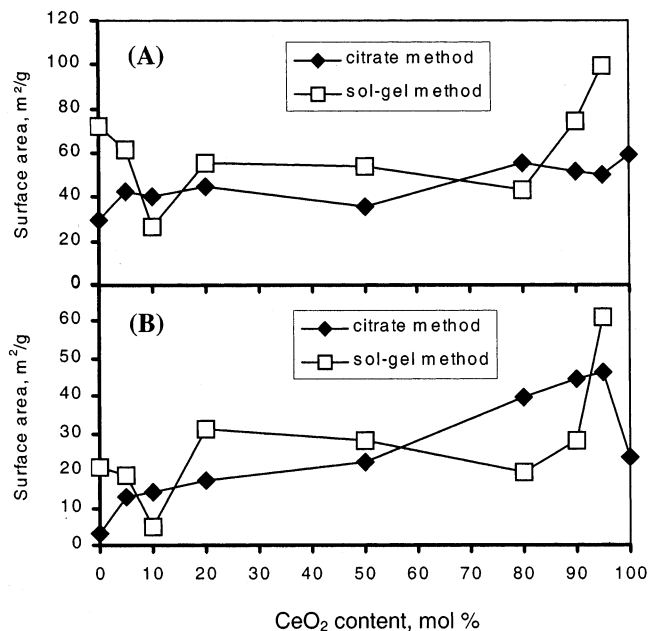 120
(A)
citrate method
sol-gel method
100
80
60
40
20
0
Surface area, m²/g
(B)
citrate method
sol-gel method
60
50
40
30
20
10
0
Surface area, m²/g
0 10 20 30 40 50 60 70 80 90 100
CeO₂ content, mol %